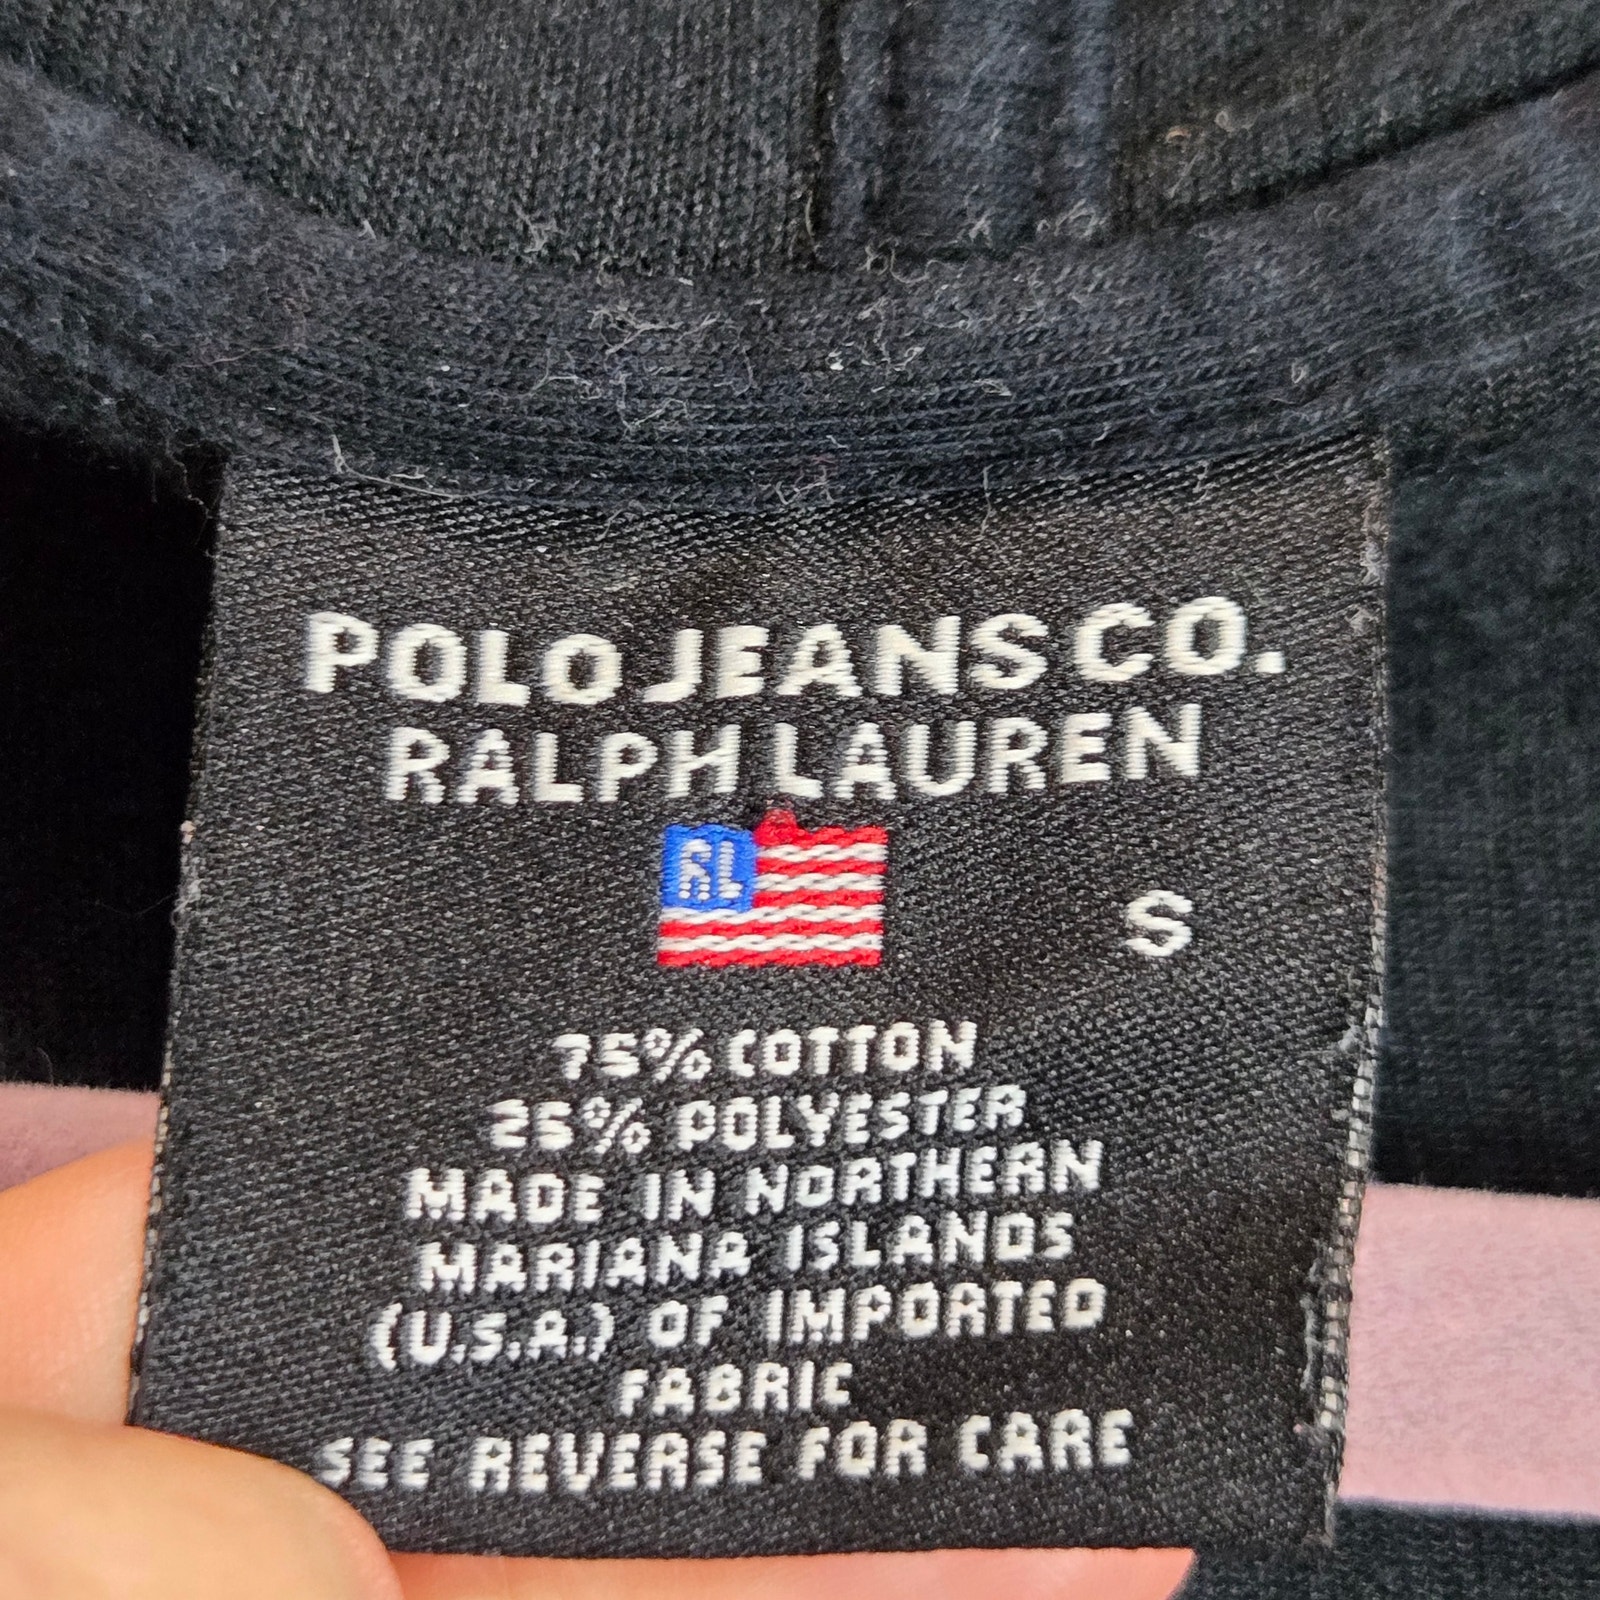 POLO JEANS CO.
RALPH LAUREN
RL
S
75% COTTON
25% POLYESTER
MADE IN NORTHERN
MARIANA ISLANDS
(U.S.A.) OF IMPORTED
FABRIC
SEE REVERSE FOR CARE